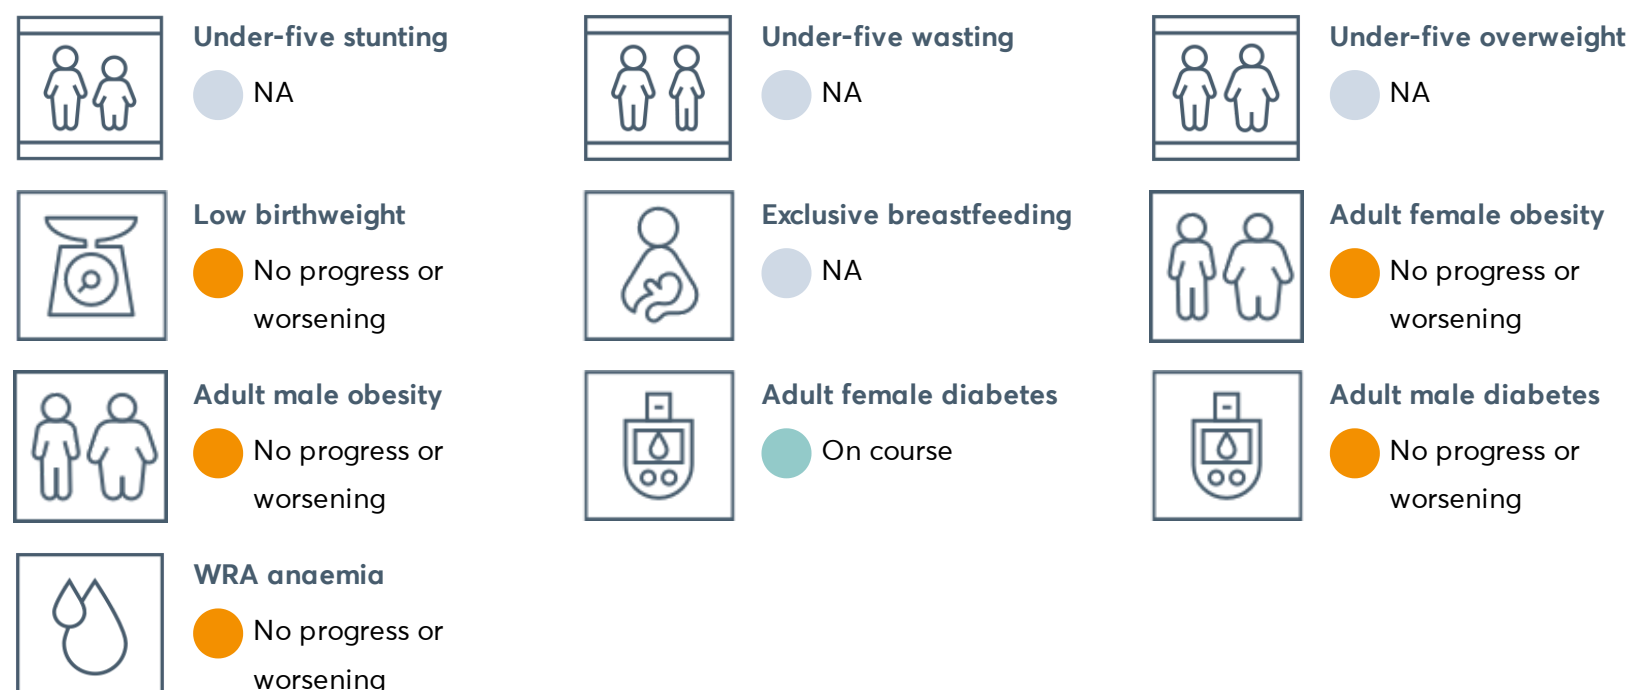 Under-five stunting
NA
Under-five wasting
NA
Under-five overweight
NA
Low birthweight
No progress or
worsening
Exclusive breastfeeding
NA
Adult female obesity
No progress or
worsening
Adult male obesity
No progress or
worsening
Adult female diabetes
On course
Adult male diabetes
No progress or
worsening
WRA anaemia
No progress or
worsening